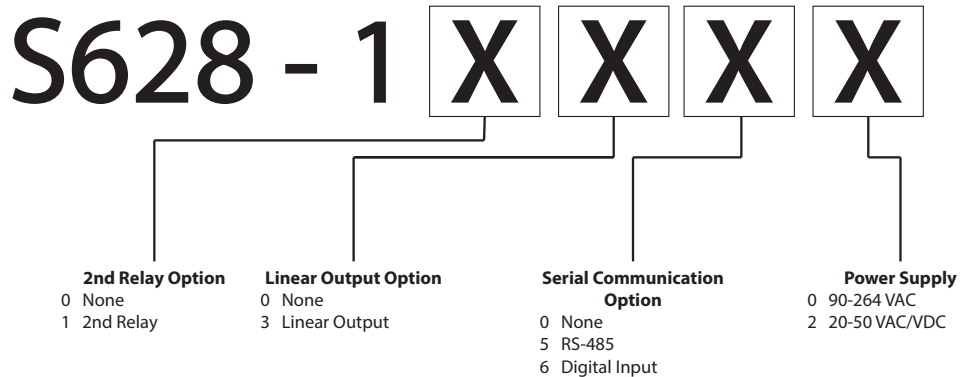 S628 - 1 X X X X
2nd Relay Option
0 None
1 2nd Relay
Linear Output Option
0 None
3 Linear Output
Serial Communication
Option
0 None
5 RS-485
6 Digital Input
Power Supply
0 90-264 VAC
2 20-50 VAC/VDC